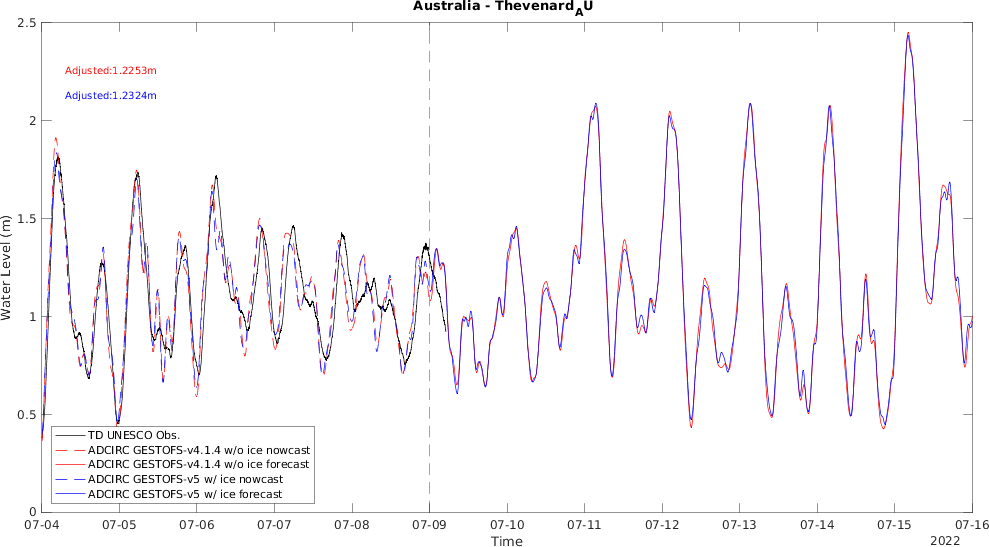 Australia - Thevenard_AU
Adjusted:1.2253m
Adjusted:1.2324m
Water Level (m)
2.5
2
1.5
1
0.5
0
TD UNESCO Obs.
ADCIRC GESTOFS-v4.1.4 w/o ice nowcast
ADCIRC GESTOFS-v4.1.4 w/o ice forecast
ADCIRC GESTOFS-v5 w/ ice nowcast
ADCIRC GESTOFS-v5 w/ ice forecast
07-04 07-05 07-06 07-07 07-08 07-09 07-10 07-11 07-12 07-13 07-14 07-15 07-16
Time
2022